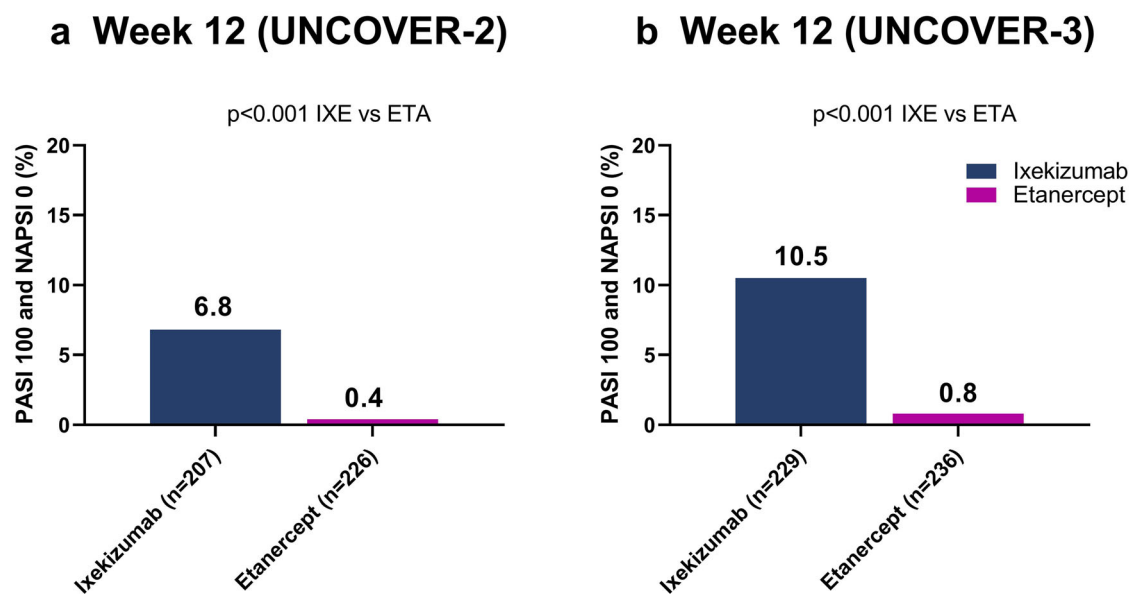 a Week 12 (UNCOVER-2)
p<0.001 IXE vs ETA
PASI 100 and NAPSI 0 (%)
20
15
10
5
0
6.8
0.4
Ixekizumab (n=207)
Etanercept (n=226)
b Week 12 (UNCOVER-3)
p<0.001 IXE vs ETA
PASI 100 and NAPSI 0 (%)
20
15
10
5
0
10.5
0.8
Ixekizumab
Etanercept
Ixekizumab (n=229)
Etanercept (n=236)